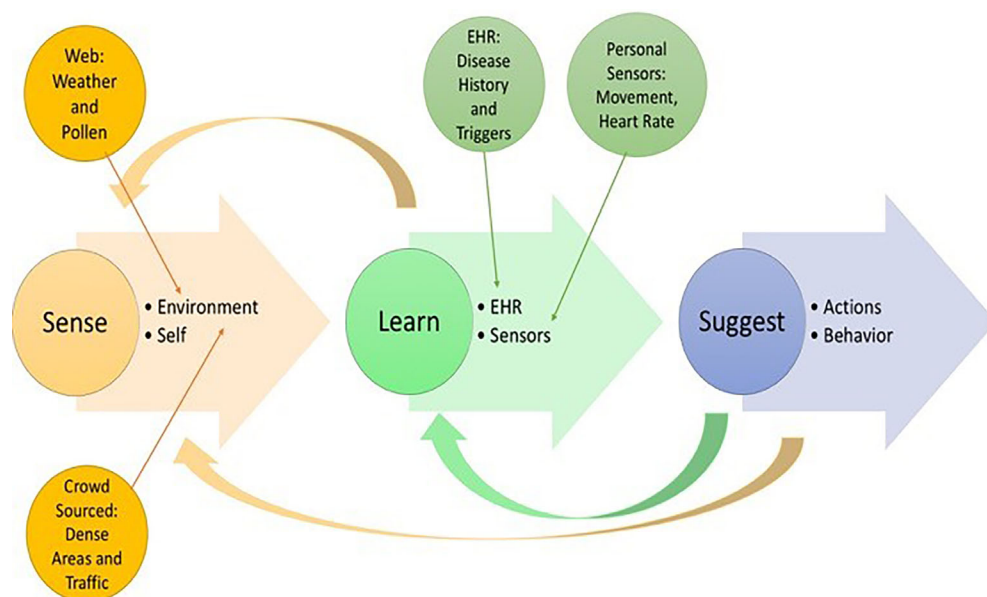 Web:
Weather
and
Pollen
EHR:
Disease
History
and
Triggers
Personal
Sensors:
Movement,
Heart Rate
Sense
• Environment
• Self
Learn
• EHR
• Sensors
Suggest
• Actions
• Behavior
Crowd
Sourced:
Dense
Areas and
Traffic